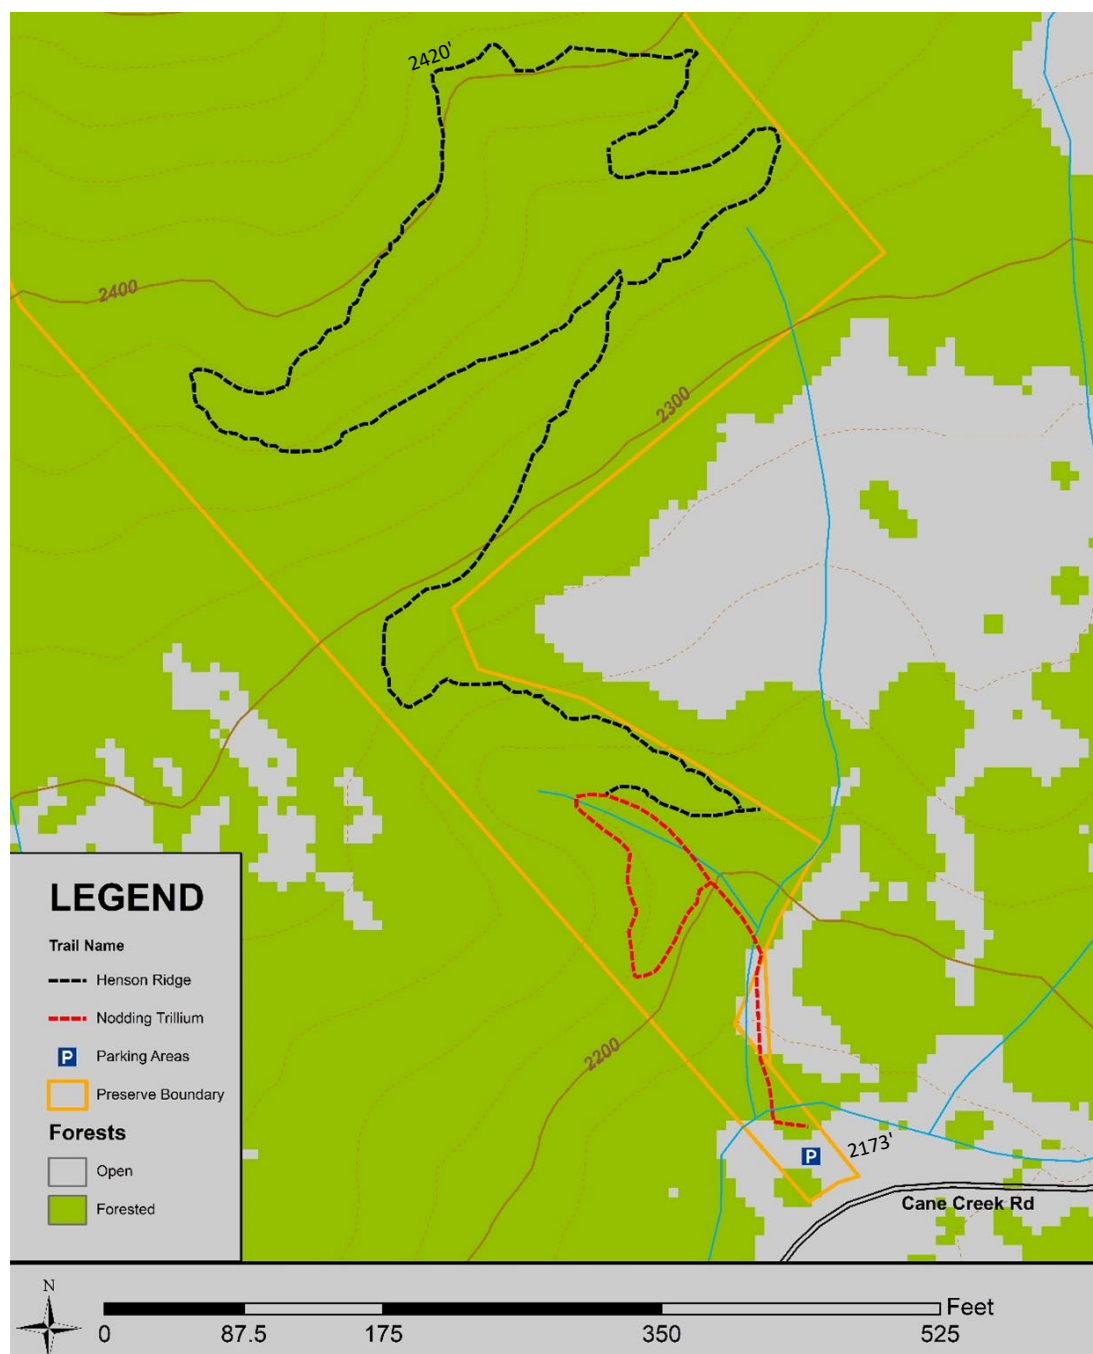 2420'
2400
2300
2200
2173'
Cane Creek Rd
LEGEND
Trail Name
Henson Ridge
Nodding Trillium
P Parking Areas
Preserve Boundary
Forests
Open
Forested
P
N
Feet
0 87.5 175 350 525